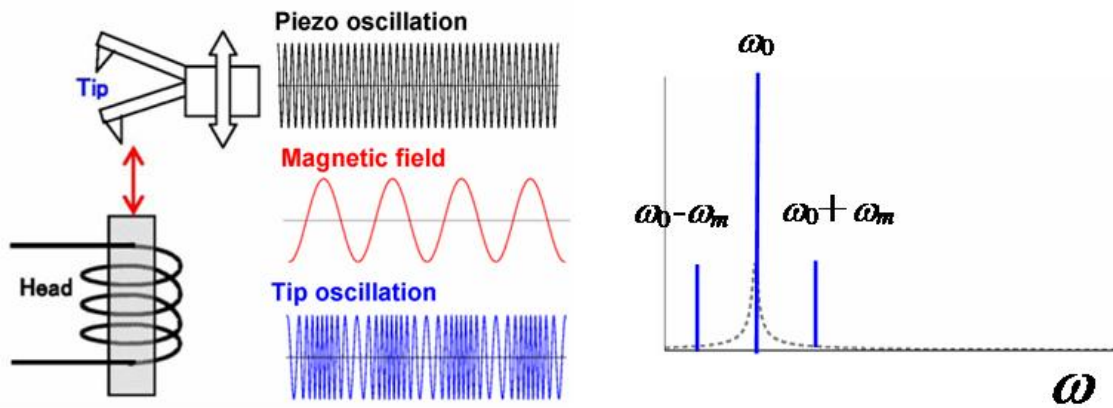 Piezo oscillation
Tip
Magnetic field
Head
Tip oscillation
ω₀
ω₀-ωₘ
ω₀+ωₘ
ω